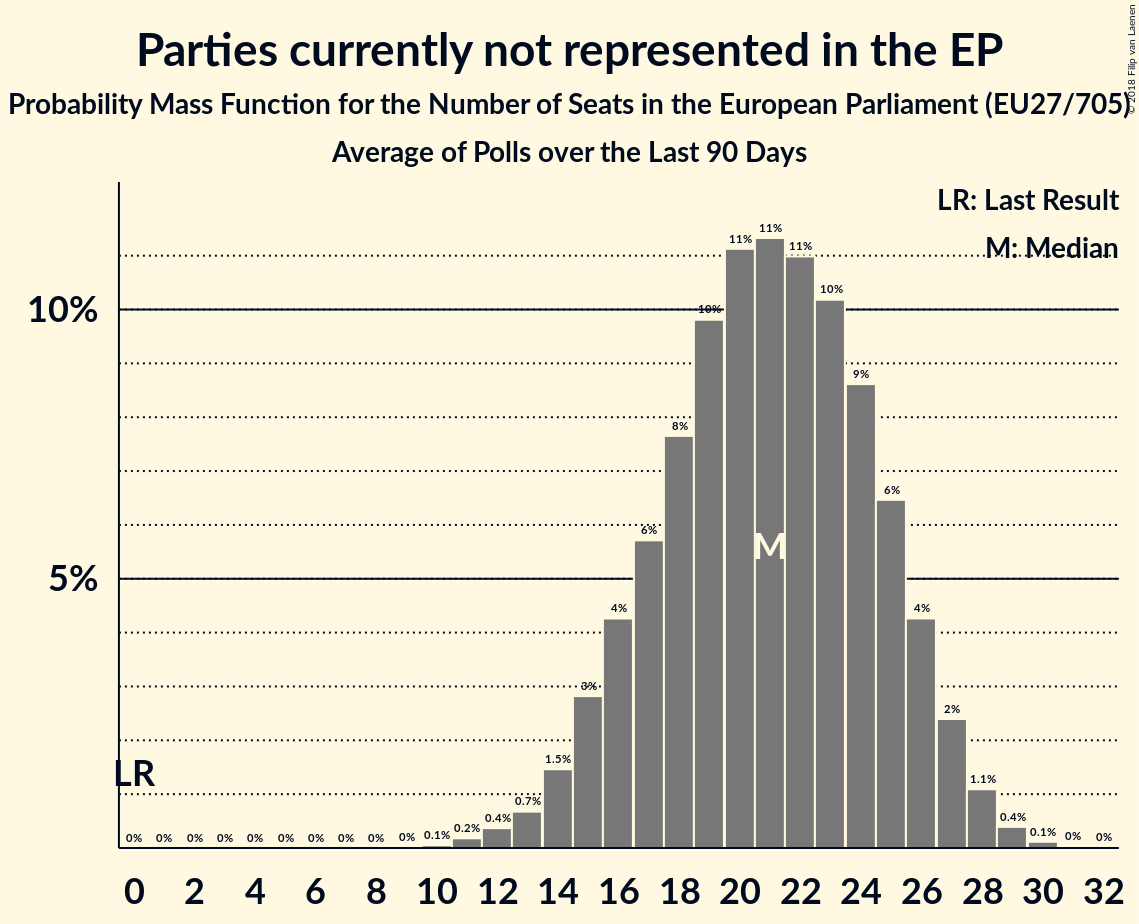 Parties currently not represented in the EP
Probability Mass Function for the Number of Seats in the European Parliament (EU27/705)
Average of Polls over the Last 90 Days
© 2018 Filip van Laenen
LR: Last Result
M: Median
10%
5%
0% 0% 0% 0% 0% 0% 0% 0% 0% 0% 0.1% 0.2% 0.4% 0.7% 1.5% 3% 4% 6% 8% 10% 11% 11% 11% 10% 9% 6% 4% 2% 1.1% 0.4% 0.1% 0% 0%
M
LR
0 2 4 6 8 10 12 14 16 18 20 22 24 26 28 30 32